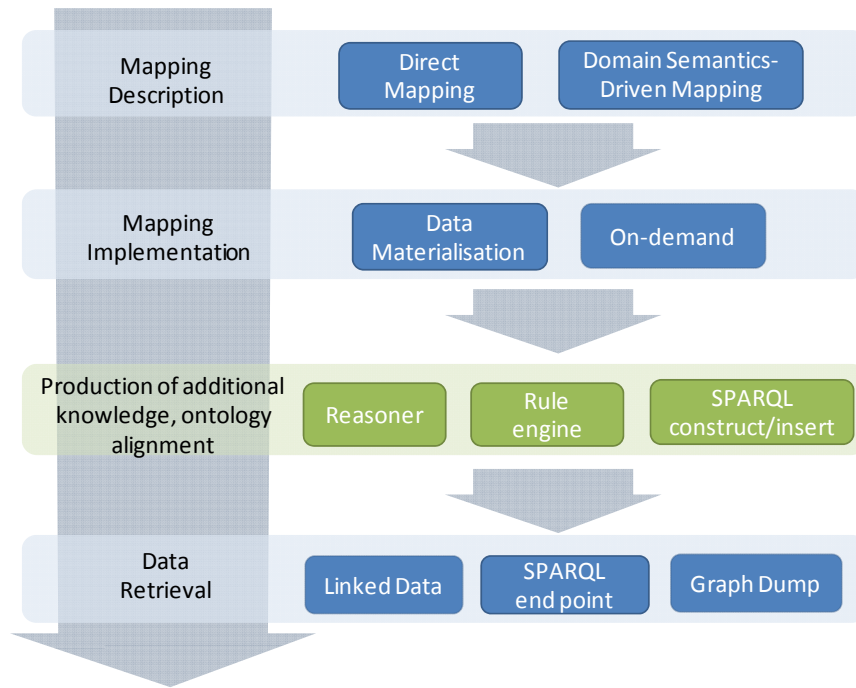 Mapping
Description
Direct
Mapping
Domain Semantics-
Driven Mapping
Mapping
Implementation
Data
Materialisation
On-demand
Production of additional
knowledge, ontology
alignment
Reasoner
Rule
engine
SPARQL
construct/insert
Data
Retrieval
Linked Data
SPARQL
end point
Graph Dump